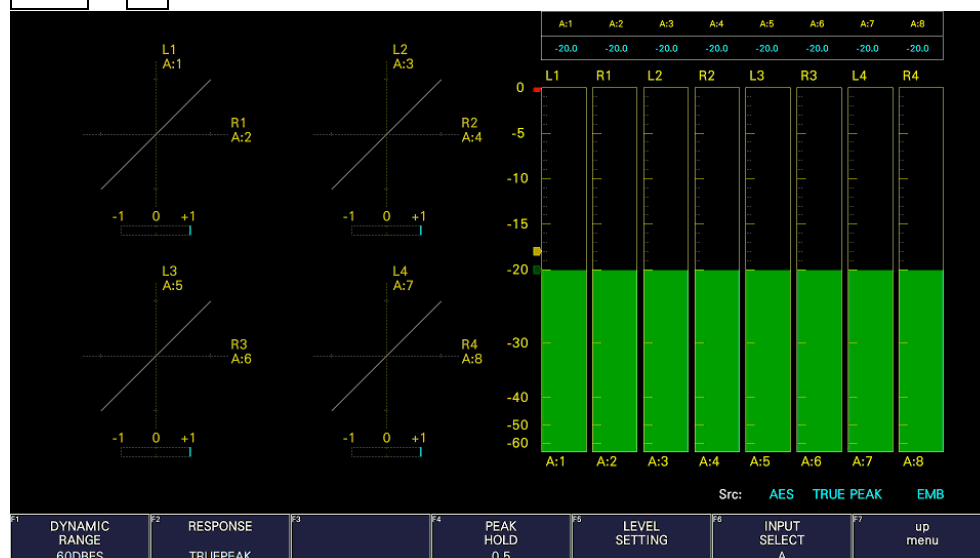 A:1 A:2 A:3 A:4 A:5 A:6 A:7 A:8
-20.0 -20.0 -20.0 -20.0 -20.0 -20.0 -20.0 -20.0
L1
A:1
R1
A:2
-1 0 +1
L2
A:3
R2
A:4
-1 0 +1
L3
A:5
R3
A:6
-1 0 +1
L4
A:7
R4
A:8
-1 0 +1
L1 R1 L2 R2 L3 R3 L4 R4
0
-5
-10
-15
-20
-30
-40
-50
-60
A:1 A:2 A:3 A:4 A:5 A:6 A:7 A:8
Src: AES TRUE PEAK EMB
F1 DYNAMIC RANGE 60DBFS
F2 RESPONSE TRUEPEAK
F3
F4 PEAK HOLD 0.5
F5 LEVEL SETTING
F6 INPUT SELECT A
F7 up menu